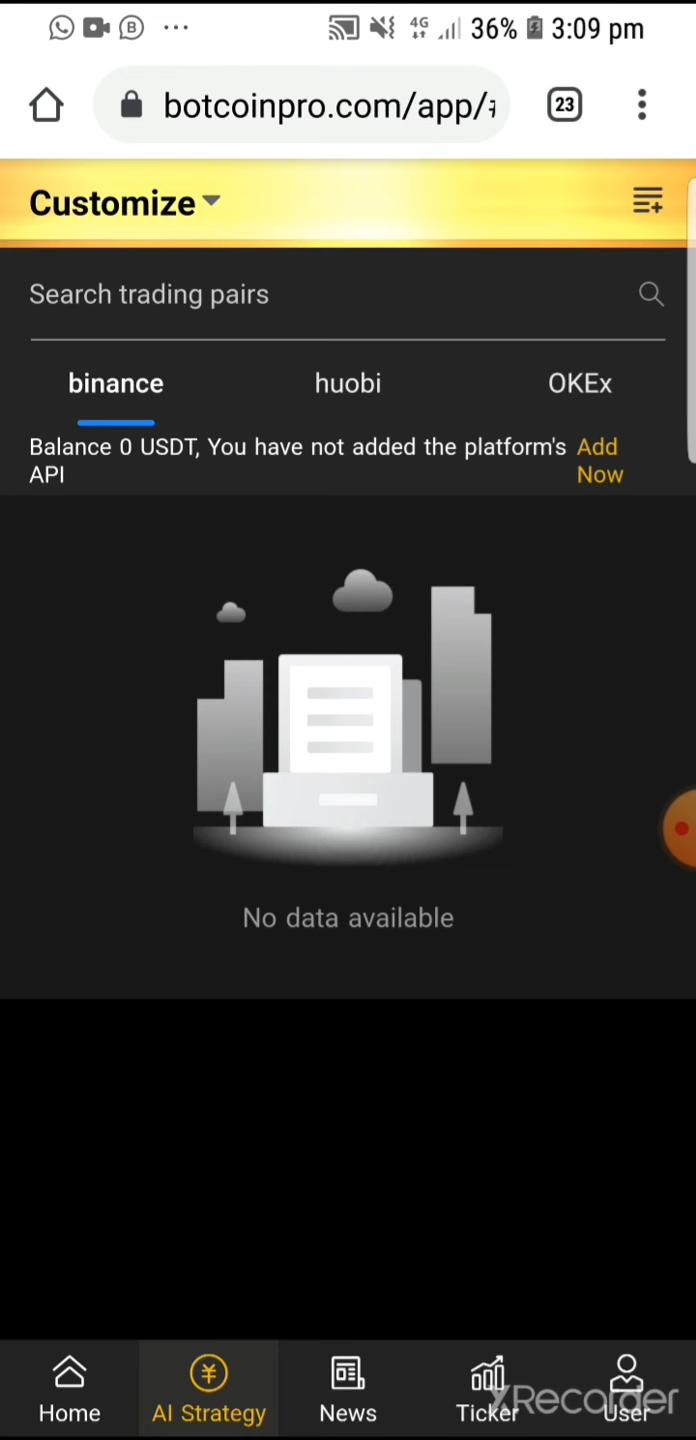 36% 3:09 pm
4G
botcoinpro.com/app/
23
Customize
Search trading pairs
binance huobi OKEx
Balance 0 USDT, You have not added the platform's Add
API Now
No data available
Home AI Strategy News Ticker User
XRecorder